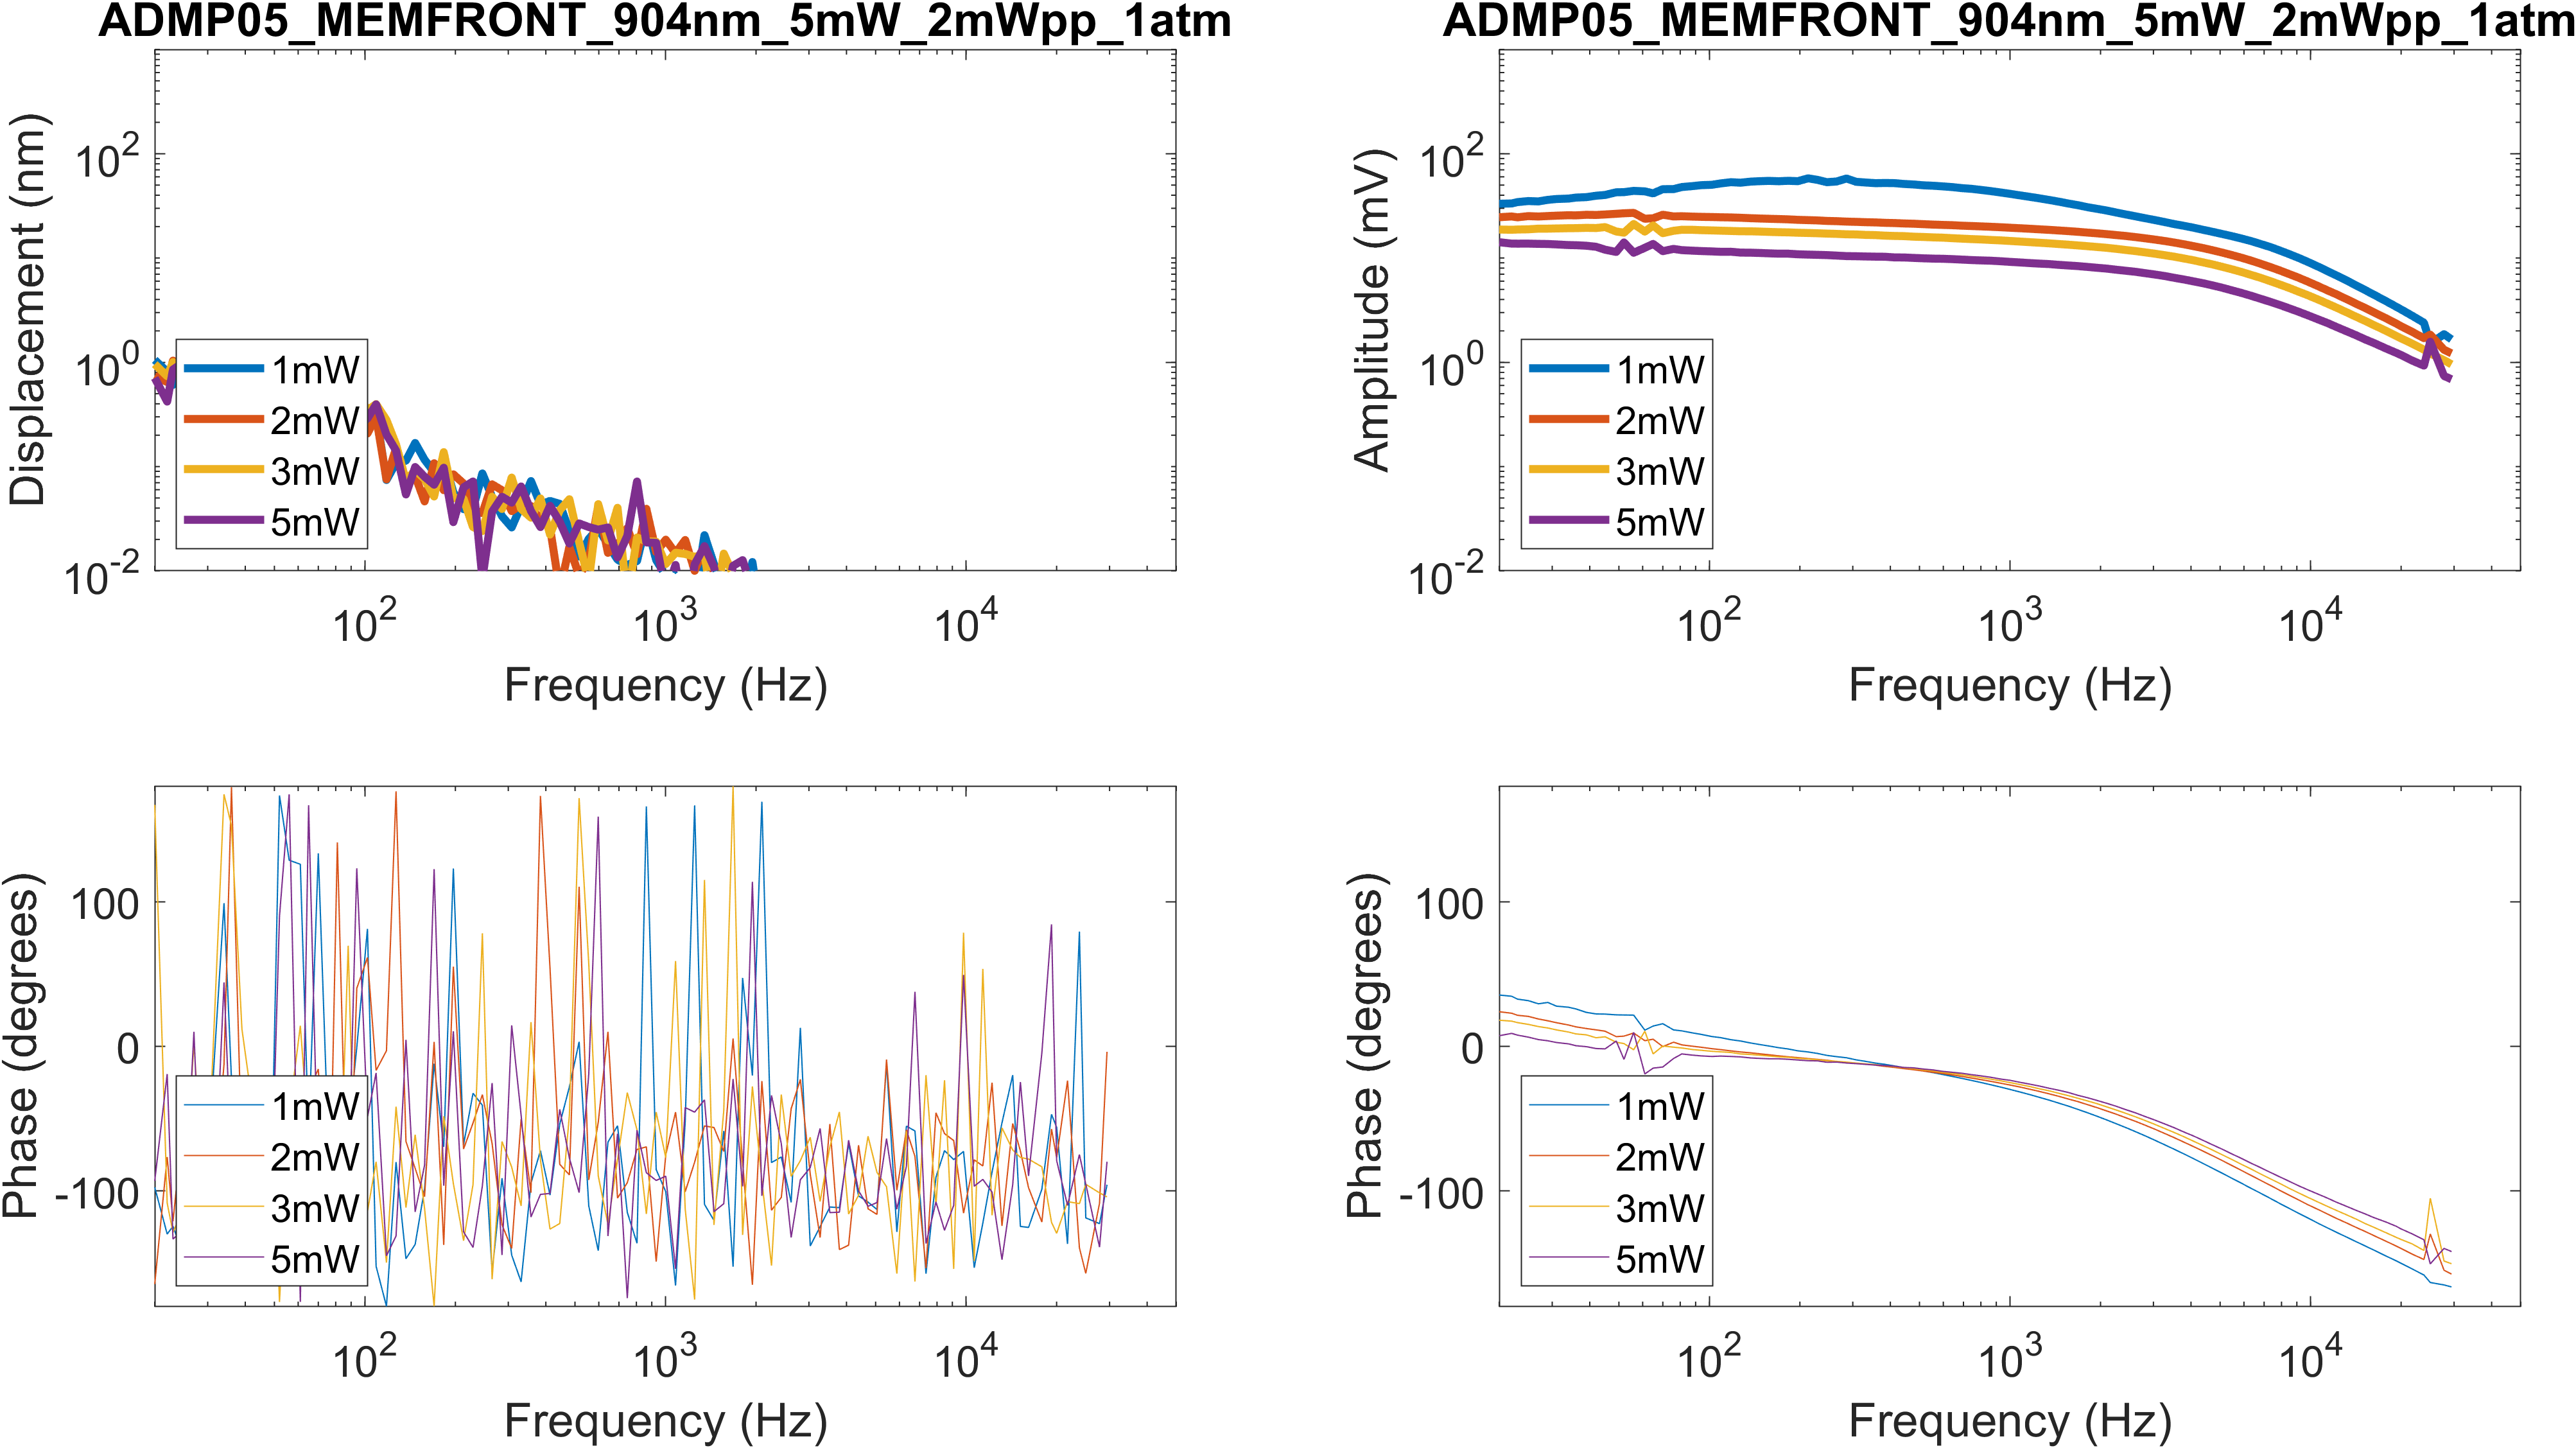 ADMP05_MEMFRONT_904nm_5mW_2mWpp_1atm
Displacement (nm)
10^2
10^0
10^-2
1mW
2mW
3mW
5mW
10^2 10^3 10^4
Frequency (Hz)
ADMP05_MEMFRONT_904nm_5mW_2mWpp_1atm
Amplitude (mV)
10^2
10^0
10^-2
1mW
2mW
3mW
5mW
10^2 10^3 10^4
Frequency (Hz)
Phase (degrees)
100
0
-100
1mW
2mW
3mW
5mW
10^2 10^3 10^4
Frequency (Hz)
Phase (degrees)
100
0
-100
1mW
2mW
3mW
5mW
10^2 10^3 10^4
Frequency (Hz)